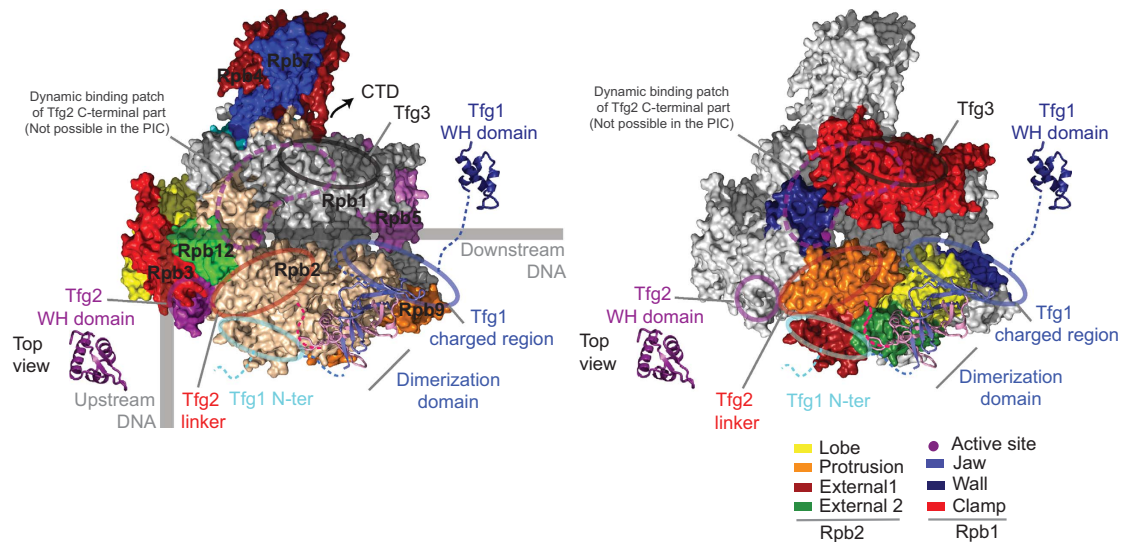 Rpb4
Rpb7
CTD
Dynamic binding patch
of Tfg2 C-terminal part
(Not possible in the PIC)
Tfg3
Tfg1
WH domain
Rpb1
Rpb5
Downstream
DNA
Rpb12
Rpb3
Rpb2
Rpb9
Tfg2
WH domain
Tfg1
charged region
Top
view
Dimerization
domain
Upstream
DNA
Tfg2
linker
Tfg1 N-ter
Dynamic binding patch
of Tfg2 C-terminal part
(Not possible in the PIC)
Tfg3
Tfg1
WH domain
Tfg2
WH domain
Tfg1
charged region
Top
view
Dimerization
domain
Tfg2
linker
Tfg1 N-ter
Lobe
Protrusion
External1
External 2
Rpb2
Active site
Jaw
Wall
Clamp
Rpb1